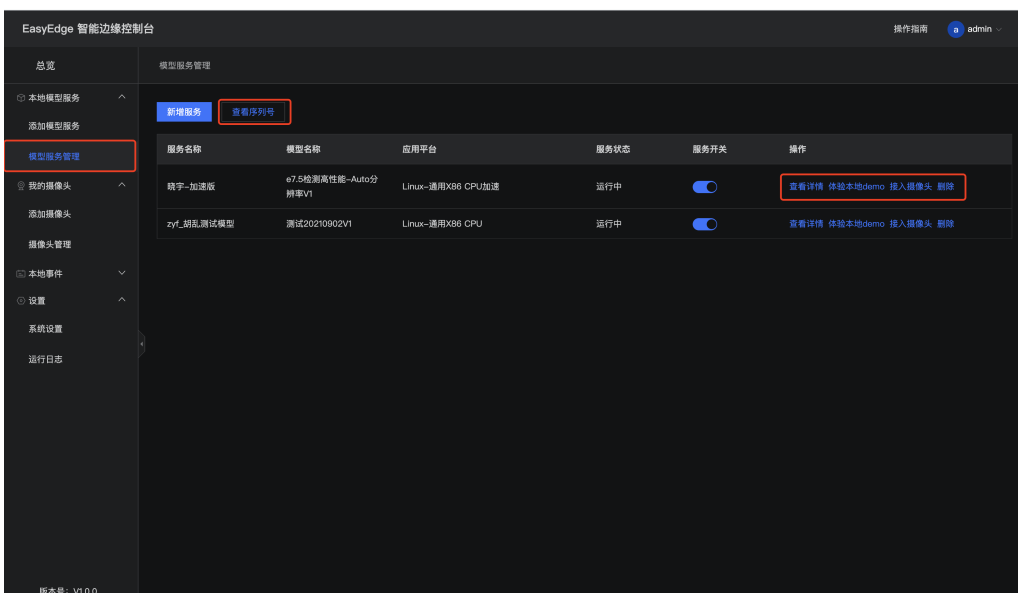 EasyEdge 智能边缘控制台
操作指南
a admin
总览
模型服务管理
本地模型服务
添加模型服务
模型服务管理
我的摄像头
添加摄像头
摄像头管理
本地事件
设置
系统设置
运行日志
版本号：V1.0.0
新增服务 查看序列号
服务名称 模型名称 应用平台 服务状态 服务开关 操作
晓宇-加速版 e7.5检测高性能-Auto分 Linux-通用X86 CPU加速 运行中 查看详情 体验本地demo 接入摄像头 删除
辨率V1
zyf_胡乱测试模型 测试20210902V1 Linux-通用X86 CPU 运行中 查看详情 体验本地demo 接入摄像头 删除